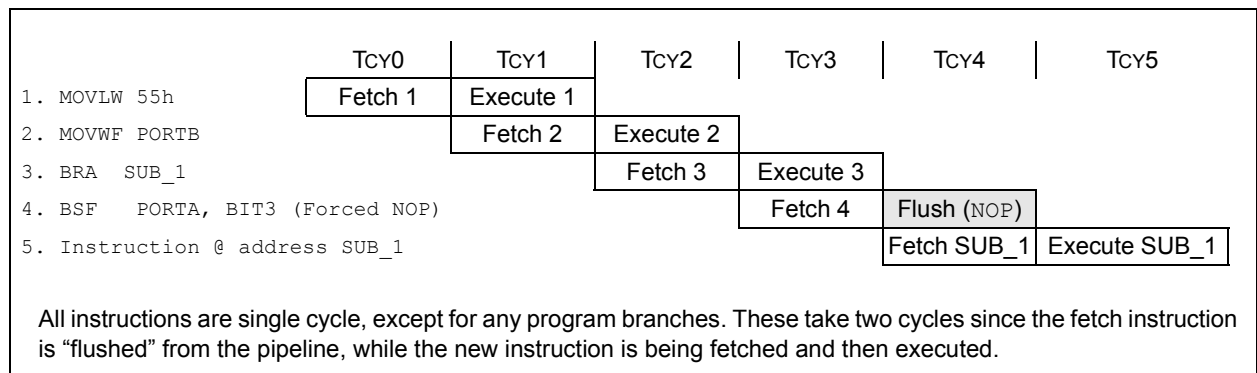 TCY0 TCY1 TCY2 TCY3 TCY4 TCY5
1. MOVLW 55h Fetch 1 Execute 1
2. MOVWF PORTB Fetch 2 Execute 2
3. BRA SUB_1 Fetch 3 Execute 3
4. BSF PORTA, BIT3 (Forced NOP) Fetch 4 Flush (NOP)
5. Instruction @ address SUB_1 Fetch SUB_1 Execute SUB_1
All instructions are single cycle, except for any program branches. These take two cycles since the fetch instruction
is “flushed” from the pipeline, while the new instruction is being fetched and then executed.